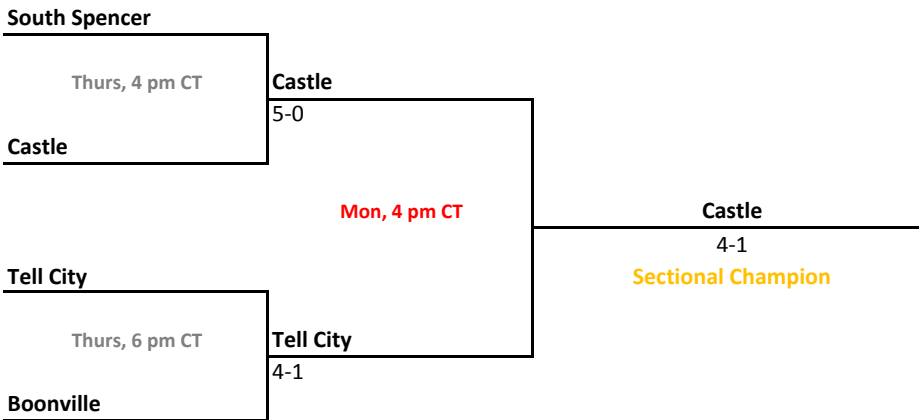 South Spencer
Thurs, 4 pm CT
Castle
5-0
Castle
Mon, 4 pm CT
Castle
4-1
Sectional Champion
Tell City
Thurs, 6 pm CT
Tell City
4-1
Boonville